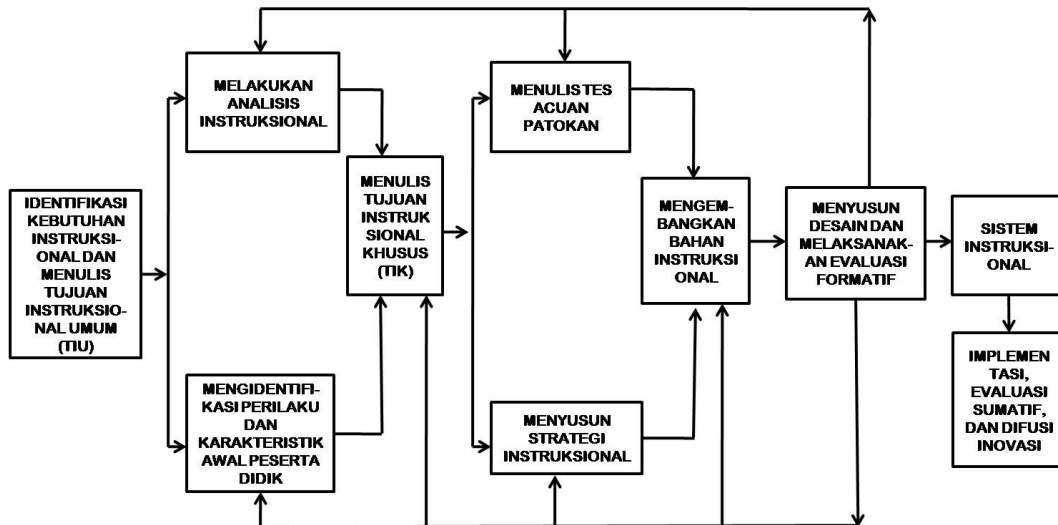 IDENTIFIKASI
KEBUTUHAN
INSTRUKSI-
ONAL DAN
MENULIS
TUJUAN
INSTRUKSIO-
NAL UMUM
(TIU)
MELAKUKAN
ANALISIS
INSTRUKSIONAL
MENGIDENTIFI-
KASI PERILAKU
DAN
KARAKTERISTIK
AWAL PESERTA
DIDIK
MENULIS
TUJUAN
INSTRUK
SIONAL
KHUSUS
(TIK)
MENULIS TES
ACUAN
PATOKAN
MENYUSUN
STRATEGI
INSTRUKSIONAL
MENGEM-
BANGKAN
BAHAN
INSTRUKSI
ONAL
MENYUSUN
DESAIN DAN
MELAKSANAK-
AN EVALUASI
FORMATIF
SISTEM
INSTRUKSI-
ONAL
IMPLEMEN
TASI,
EVALUASI
SUMATIF,
DAN DIFUSI
INOVASI